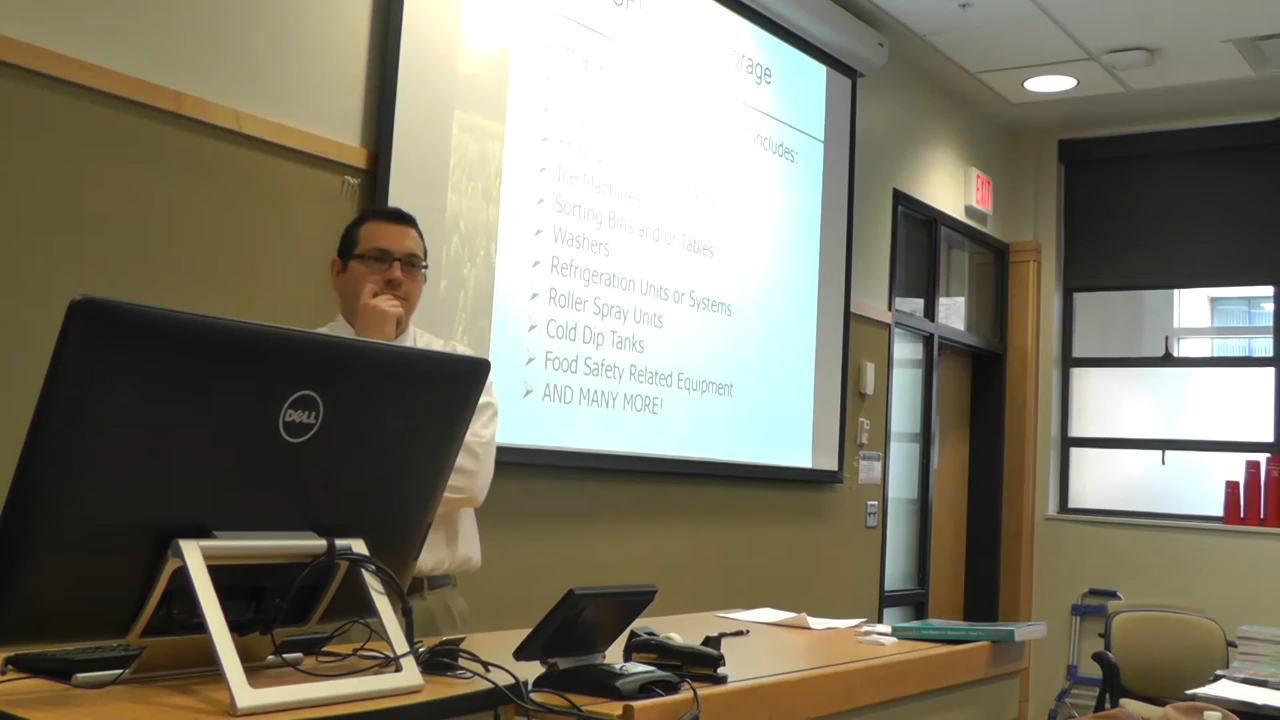 orage
includes:
Ice Machines
Sorting Bins and/or Tables
Washers
Refrigeration Units or Systems
Roller Spray Units
Cold Dip Tanks
Food Safety Related Equipment
AND MANY MORE!
EXIT
DELL